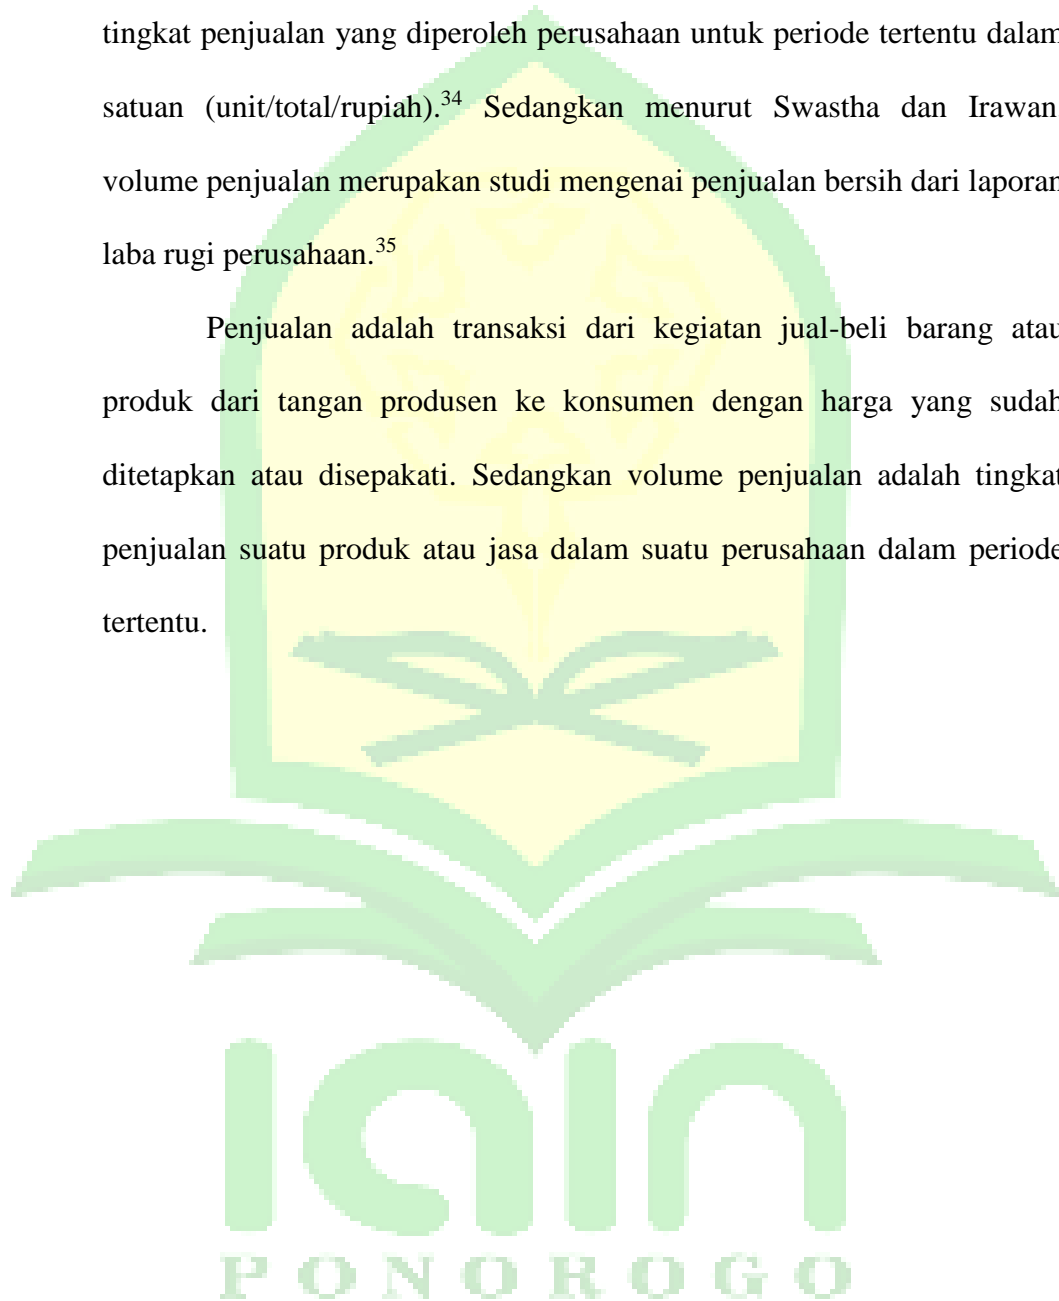 tingkat penjualan yang diperoleh perusahaan untuk periode tertentu dalam
satuan (unit/total/rupiah).34 Sedangkan menurut Swastha dan Irawan
volume penjualan merupakan studi mengenai penjualan bersih dari laporan
laba rugi perusahaan.35
Penjualan adalah transaksi dari kegiatan jual-beli barang atau
produk dari tangan produsen ke konsumen dengan harga yang sudah
ditetapkan atau disepakati. Sedangkan volume penjualan adalah tingkat
penjualan suatu produk atau jasa dalam suatu perusahaan dalam periode
tertentu.
iain
PONOROGO